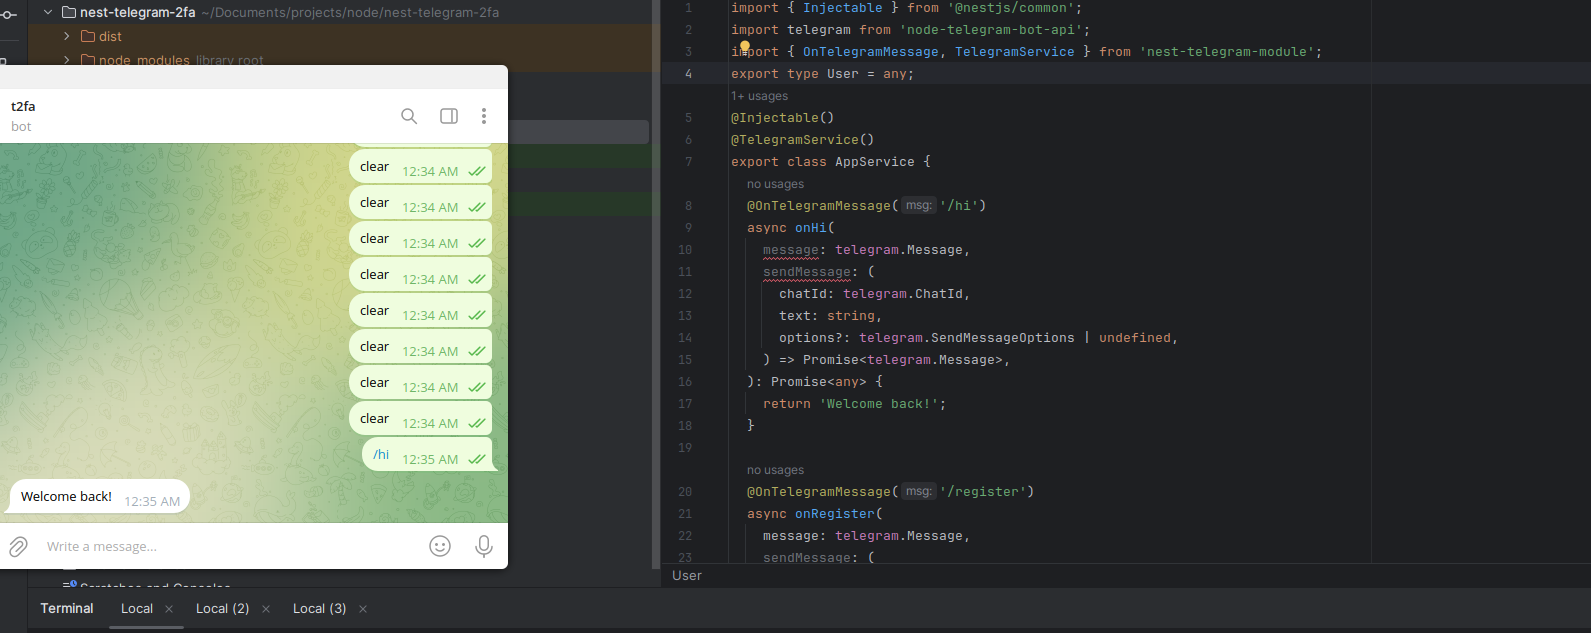 nest-telegram-2fa ~/Documents/projects/node/nest-telegram-2fa
dist
node_modules library root
t2fa
bot
clear 12:34 AM
clear 12:34 AM
clear 12:34 AM
clear 12:34 AM
clear 12:34 AM
clear 12:34 AM
clear 12:34 AM
clear 12:34 AM
/hi 12:35 AM
Welcome back! 12:35 AM
Write a message...
Scratches and Consoles
1 import { Injectable } from '@nestjs/common';
2 import telegram from 'node-telegram-bot-api';
3 import { OnTelegramMessage, TelegramService } from 'nest-telegram-module';
4 export type User = any;
1+ usages
5 @Injectable()
6 @TelegramService()
7 export class AppService {
no usages
8 @OnTelegramMessage( msg: '/hi')
9 async onHi(
10 message: telegram.Message,
11 sendMessage: (
12 chatId: telegram.ChatId,
13 text: string,
14 options?: telegram.SendMessageOptions | undefined,
15 ) => Promise<telegram.Message>,
16 ): Promise<any> {
17 return 'Welcome back!';
18 }
19
no usages
20 @OnTelegramMessage( msg: '/register')
21 async onRegister(
22 message: telegram.Message,
23 sendMessage: (
User
Terminal Local × Local (2) × Local (3) ×